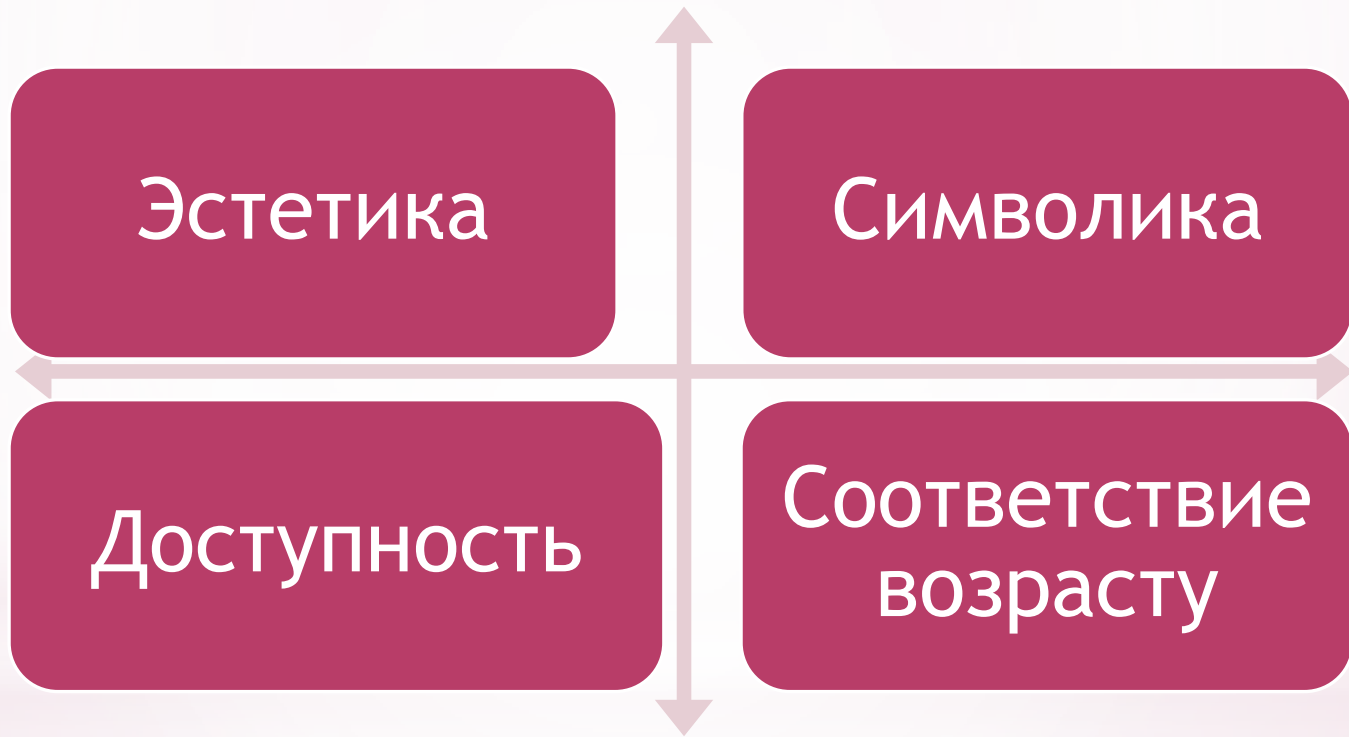 Эстетика
Символика
Доступность
Соответствие
возрасту